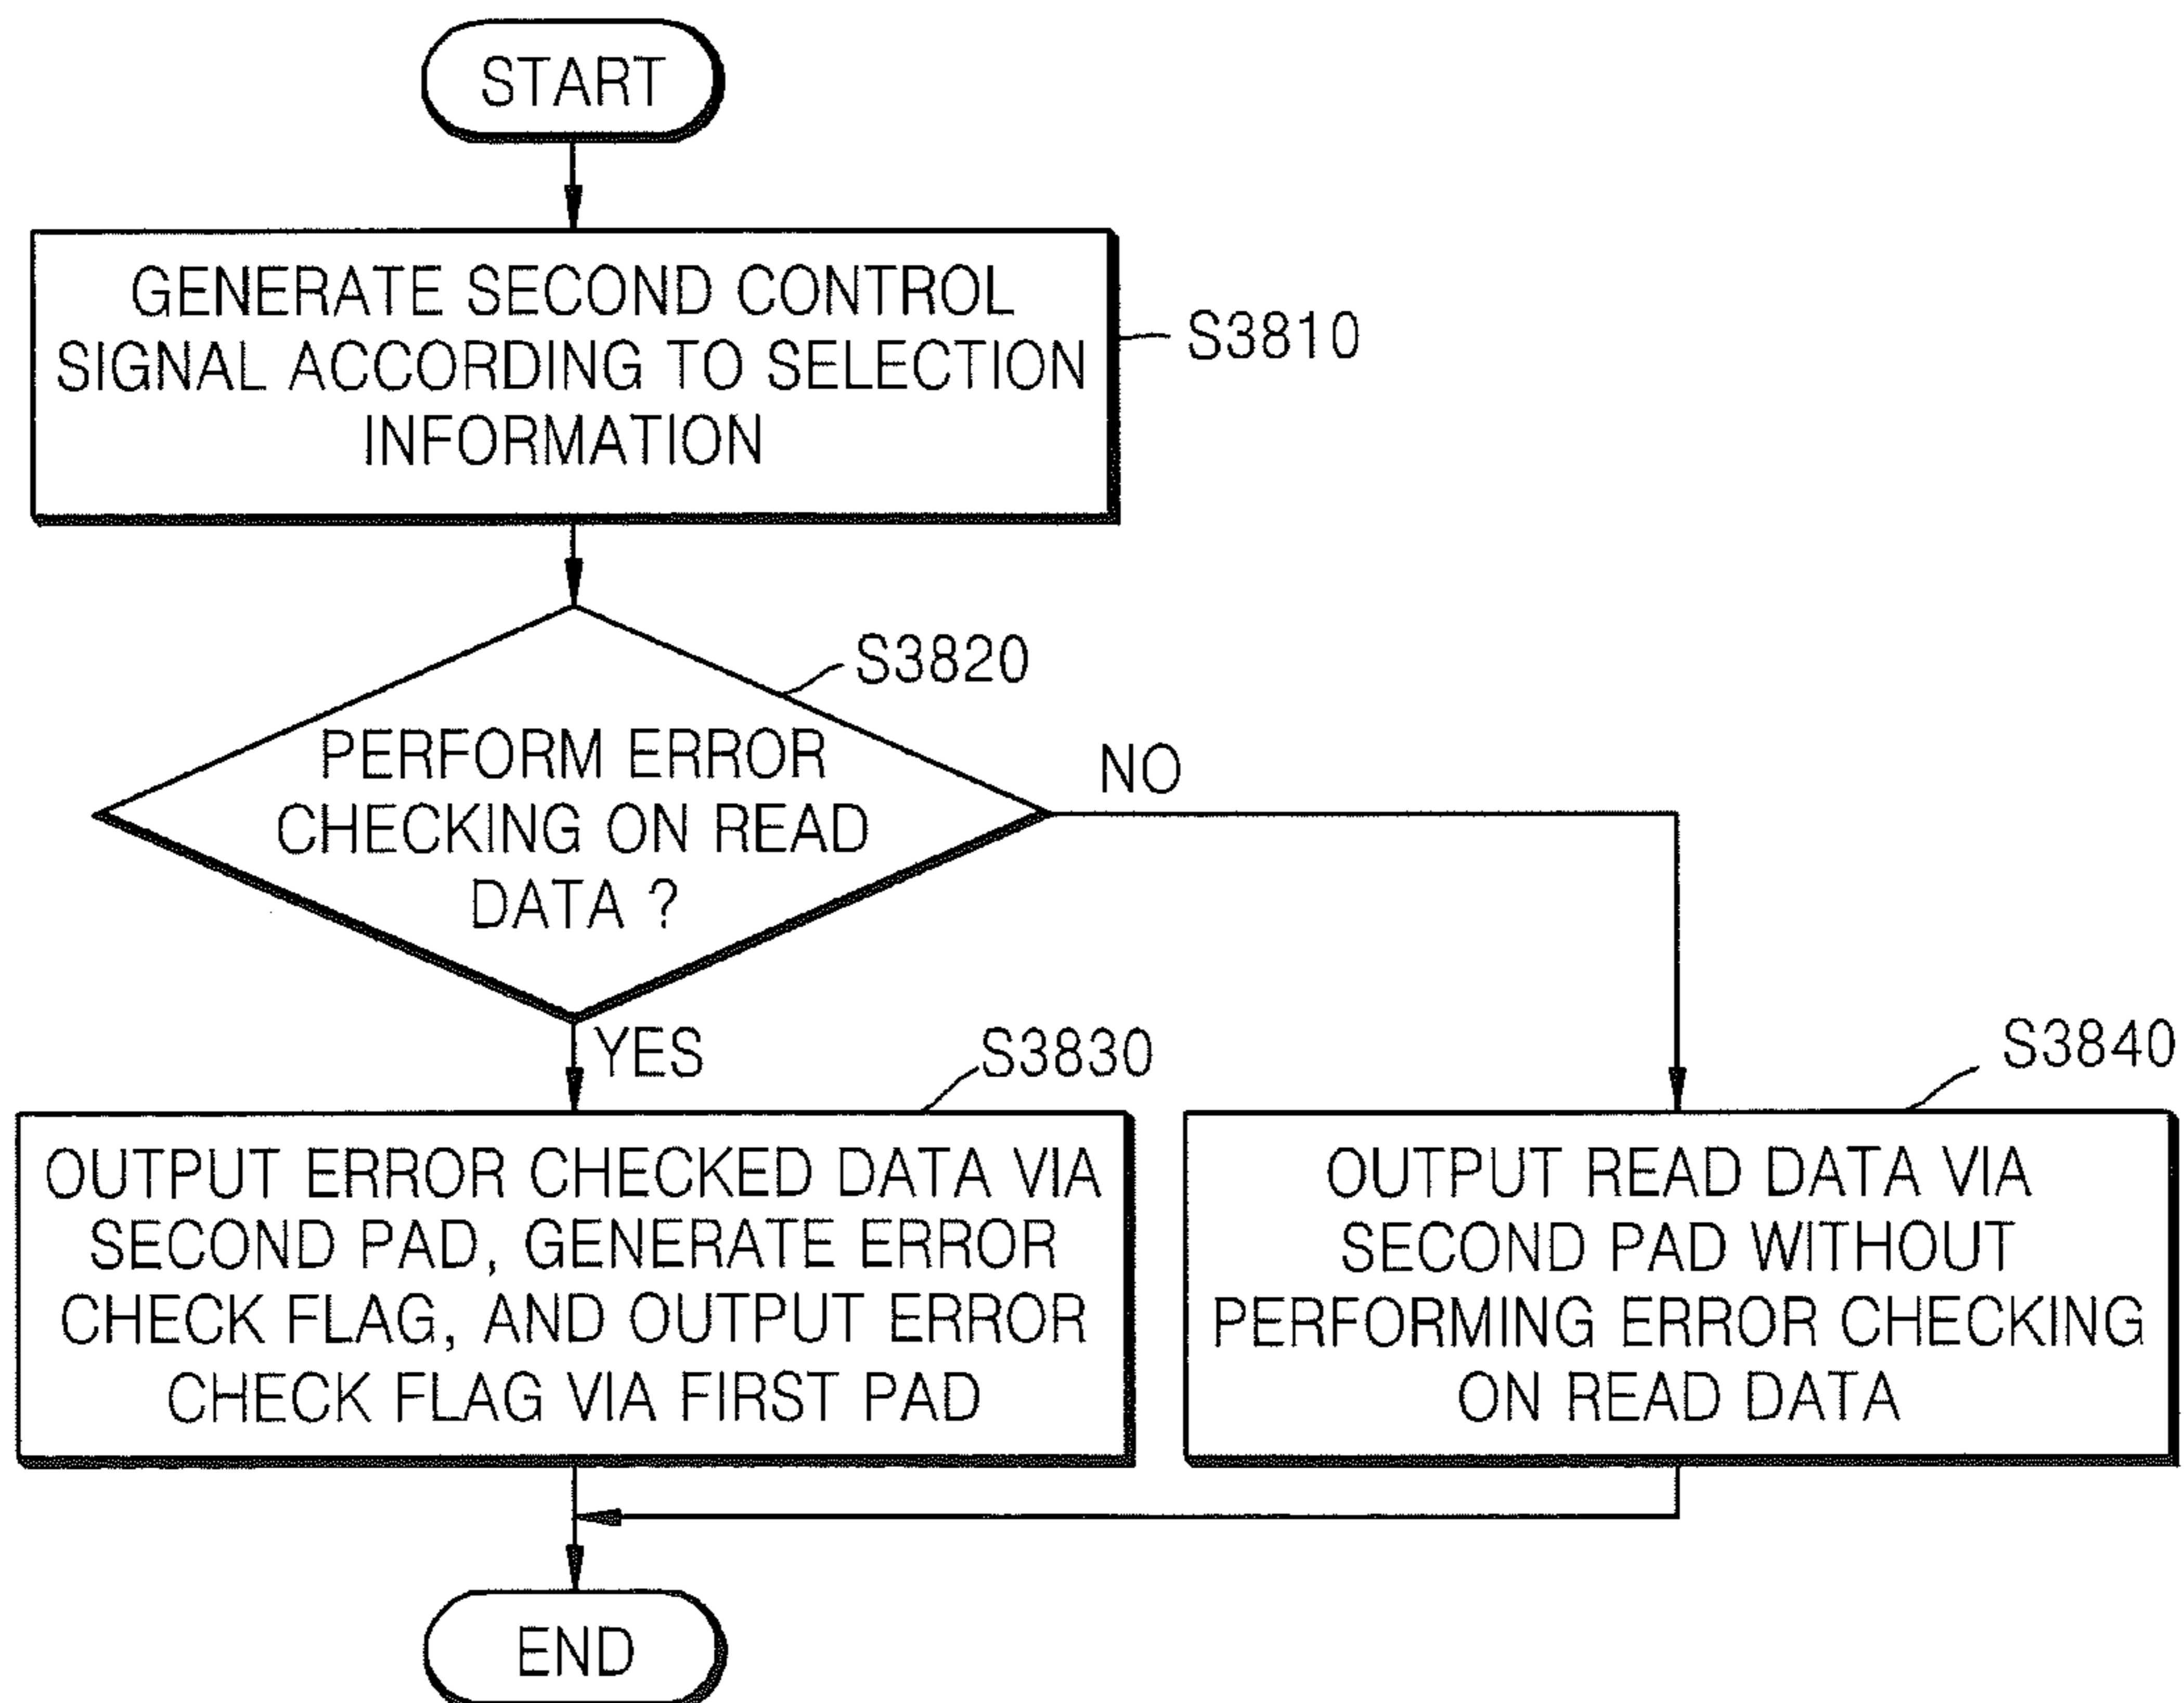 START
GENERATE SECOND CONTROL
SIGNAL ACCORDING TO SELECTION
INFORMATION
S3810
S3820
PERFORM ERROR
CHECKING ON READ
DATA ?
NO
YES
S3830
S3840
OUTPUT ERROR CHECKED DATA VIA
SECOND PAD, GENERATE ERROR
CHECK FLAG, AND OUTPUT ERROR
CHECK FLAG VIA FIRST PAD
OUTPUT READ DATA VIA
SECOND PAD WITHOUT
PERFORMING ERROR CHECKING
ON READ DATA
END